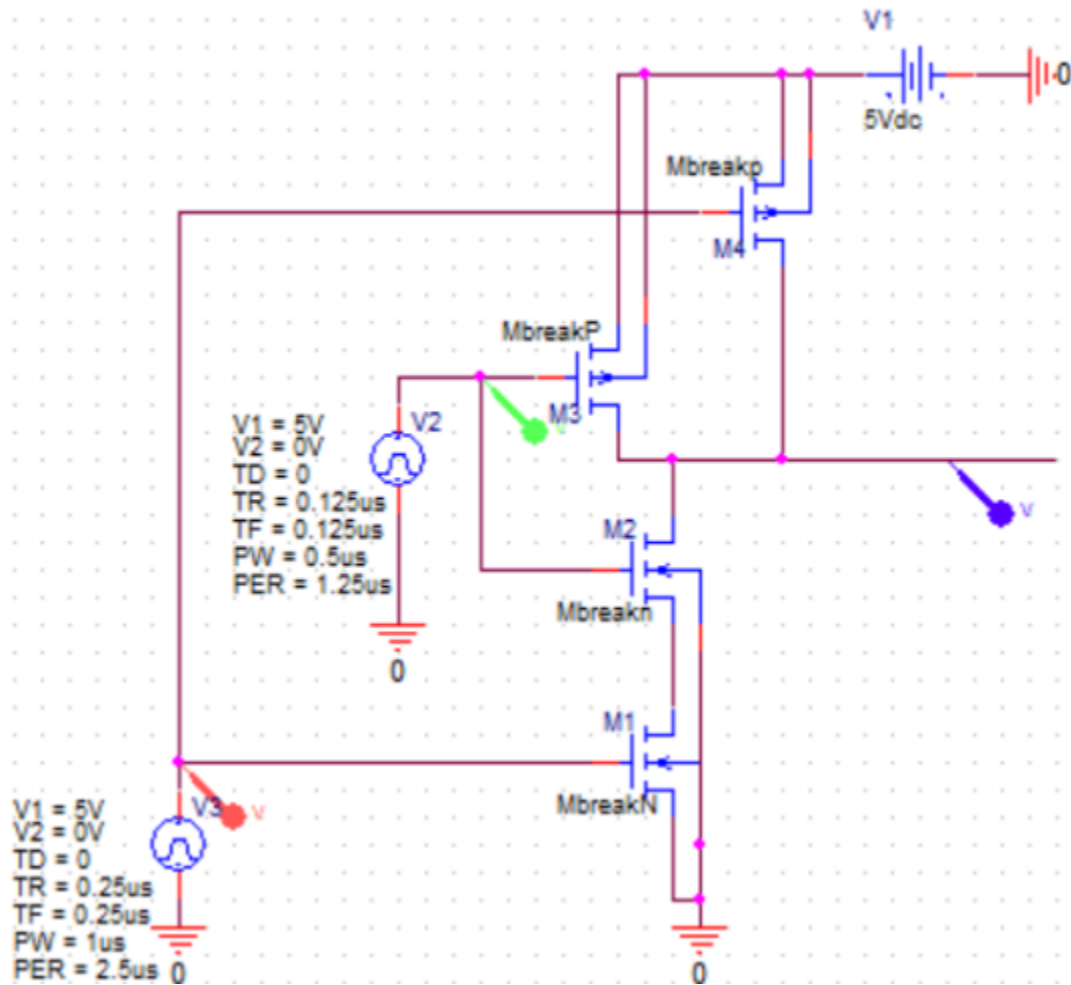 V1
0
5Vdc
Mbreakp
M4
MbreakP
M3
V2
V1 = 5V
V2 = 0V
TD = 0
TR = 0.125us
TF = 0.125us
PW = 0.5us
PER = 1.25us
V
V
M2
Mbreakn
0
M1
MbreakN
V3
V
V1 = 5V
V2 = 0V
TD = 0
TR = 0.25us
TF = 0.25us
PW = 1us
PER = 2.5us
0
0